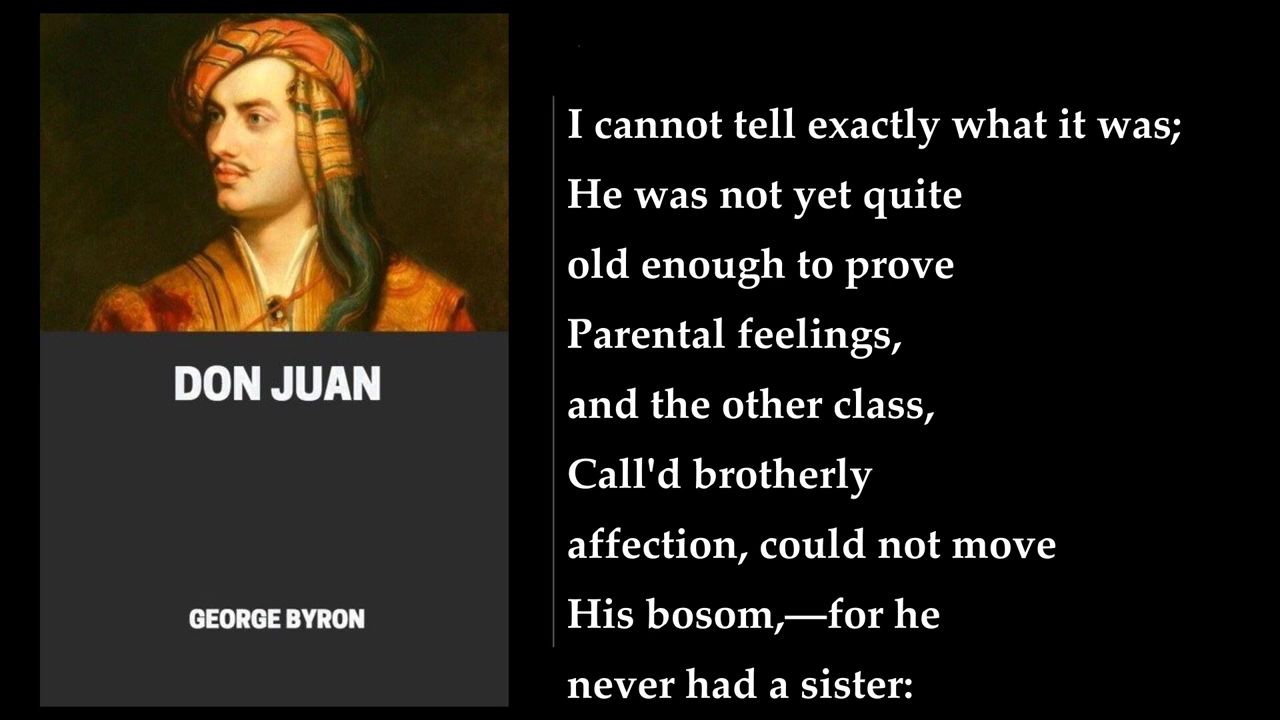 DON JUAN
GEORGE BYRON
I cannot tell exactly what it was;
He was not yet quite
old enough to prove
Parental feelings,
and the other class,
Call'd brotherly
affection, could not move
His bosom,—for he
never had a sister: